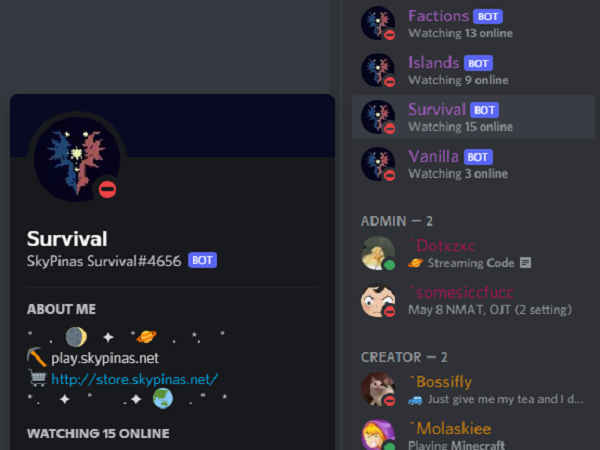 Survival
SkyPinas Survival#4656 BOT
ABOUT ME
play.skypinas.net
http://store.skypinas.net/
WATCHING 15 ONLINE
Factions BOT
Watching 13 online
Islands BOT
Watching 9 online
Survival BOT
Watching 15 online
Vanilla BOT
Watching 3 online
ADMIN — 2
`Dotxzxc
🪐 Streaming Code
`somesiccfucc
May 8 NMAT, OJT (2 setting)
CREATOR — 2
`Bossifly
🚙 Just give me my tea and I d...
`Molaskiee
Playing Minecraft